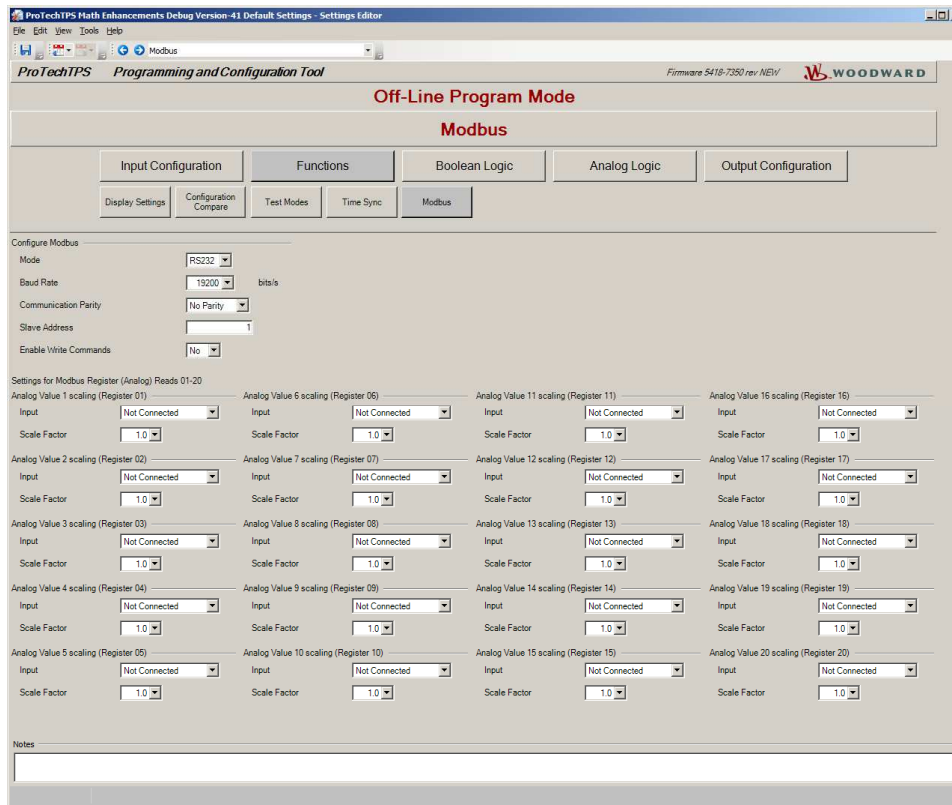 ProTechTPS Math Enhancements Debug Version-41 Default Settings - Settings Editor
File Edit View Tools Help
Modbus
ProTechTPS Programming and Configuration Tool Firmware 5418-7350 rev NEW WOODWARD
Off-Line Program Mode
Modbus
Input Configuration Functions Boolean Logic Analog Logic Output Configuration
Display Settings Configuration Compare Test Modes Time Sync Modbus
Configure Modbus
Mode RS232
Baud Rate 19200 bits/s
Communication Parity No Parity
Slave Address 1
Enable Write Commands No
Settings for Modbus Register (Analog) Reads 01-20
Analog Value 1 scaling (Register 01) Analog Value 6 scaling (Register 06) Analog Value 11 scaling (Register 11) Analog Value 16 scaling (Register 16)
Input Not Connected Input Not Connected Input Not Connected Input Not Connected
Scale Factor 1.0 Scale Factor 1.0 Scale Factor 1.0 Scale Factor 1.0
Analog Value 2 scaling (Register 02) Analog Value 7 scaling (Register 07) Analog Value 12 scaling (Register 12) Analog Value 17 scaling (Register 17)
Input Not Connected Input Not Connected Input Not Connected Input Not Connected
Scale Factor 1.0 Scale Factor 1.0 Scale Factor 1.0 Scale Factor 1.0
Analog Value 3 scaling (Register 03) Analog Value 8 scaling (Register 08) Analog Value 13 scaling (Register 13) Analog Value 18 scaling (Register 18)
Input Not Connected Input Not Connected Input Not Connected Input Not Connected
Scale Factor 1.0 Scale Factor 1.0 Scale Factor 1.0 Scale Factor 1.0
Analog Value 4 scaling (Register 04) Analog Value 9 scaling (Register 09) Analog Value 14 scaling (Register 14) Analog Value 19 scaling (Register 19)
Input Not Connected Input Not Connected Input Not Connected Input Not Connected
Scale Factor 1.0 Scale Factor 1.0 Scale Factor 1.0 Scale Factor 1.0
Analog Value 5 scaling (Register 05) Analog Value 10 scaling (Register 10) Analog Value 15 scaling (Register 15) Analog Value 20 scaling (Register 20)
Input Not Connected Input Not Connected Input Not Connected Input Not Connected
Scale Factor 1.0 Scale Factor 1.0 Scale Factor 1.0 Scale Factor 1.0
Notes